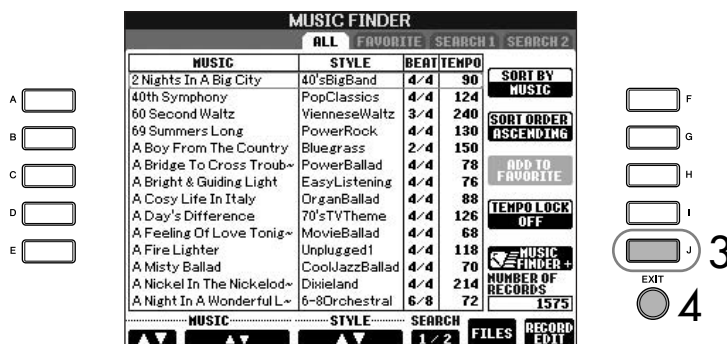 MUSIC FINDER
ALL FAVORITE SEARCH 1 SEARCH 2
MUSIC STYLE BEAT TEMPO
2 Nights In A Big City 40'sBigBand 4/4 90
40th Symphony PopClassics 4/4 124
60 Second Waltz VienneseWaltz 3/4 240
69 Summers Long PowerRock 4/4 130
A Boy From The Country Bluegrass 2/4 150
A Bridge To Cross Troub~ PowerBallad 4/4 78
A Bright & Guiding Light EasyListening 4/4 76
A Cosy Life In Italy OrganBallad 4/4 88
A Day's Difference 70'sTVTheme 4/4 126
A Feeling Of Love Tonig~ MovieBallad 4/4 68
A Fire Lighter Unplugged1 4/4 118
A Misty Ballad CoolJazzBallad 4/4 70
A Nickel In The Nickelod~ Dixieland 4/4 214
A Night In A Wonderful L~ 6-8Orchestral 6/8 72
SORT BY
MUSIC
SORT ORDER
ASCENDING
ADD TO
FAVORITE
TEMPO LOCK
OFF
MUSIC
FINDER +
NUMBER OF
RECORDS
1575
MUSIC STYLE SEARCH
1 / 2 FILES RECORD
EDIT
A
B
C
D
E
F
G
H
I
J 3
EXIT
4